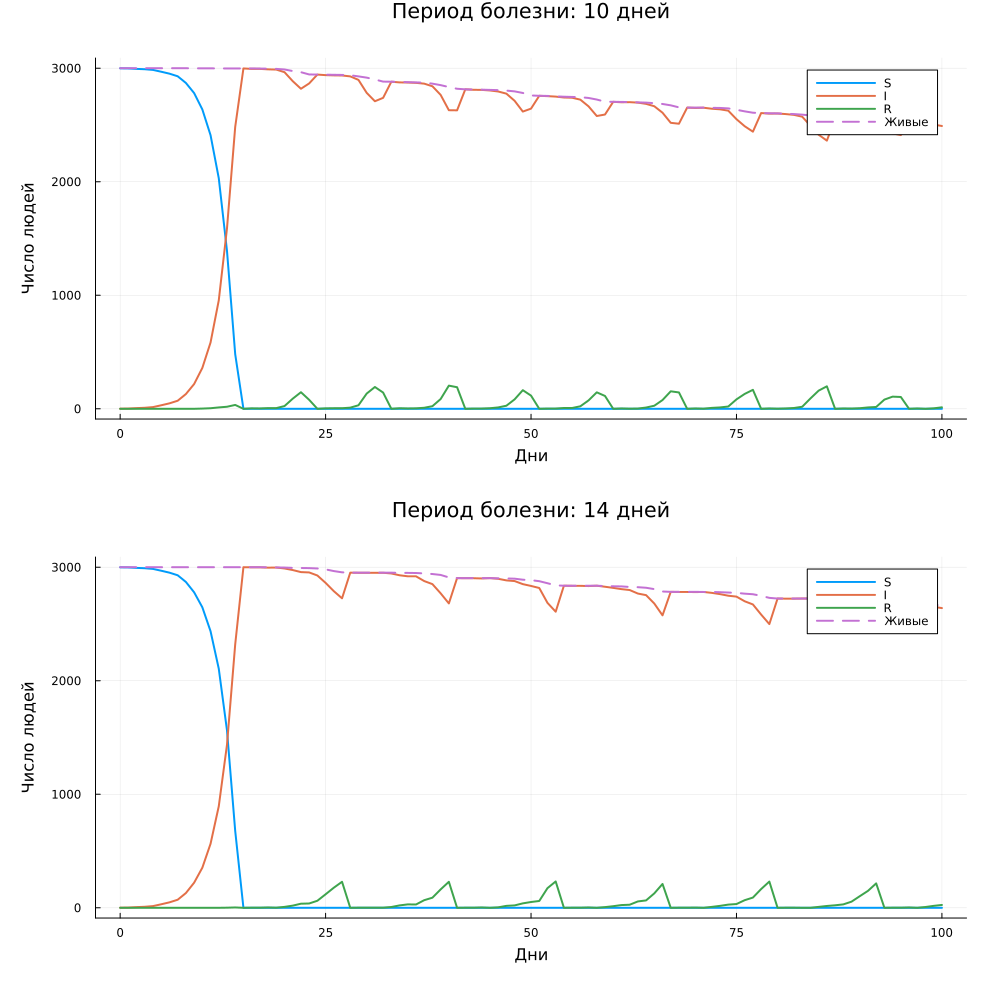 Период болезни: 10 дней
Число людей
3000
2000
1000
0
S
I
R
Живые
0 25 50 75 100
Дни
Период болезни: 14 дней
Число людей
3000
2000
1000
0
S
I
R
Живые
0 25 50 75 100
Дни